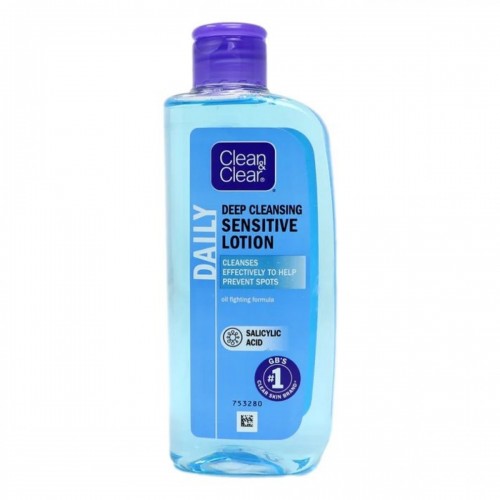 Clean &
Clear®
DAILY
DEEP CLEANSING
SENSITIVE
LOTION
CLEANSES
EFFECTIVELY TO HELP
PREVENT SPOTS
oil fighting formula
SALICYLIC
ACID
GB'S
#1
CLEAR SKIN BRAND
753280